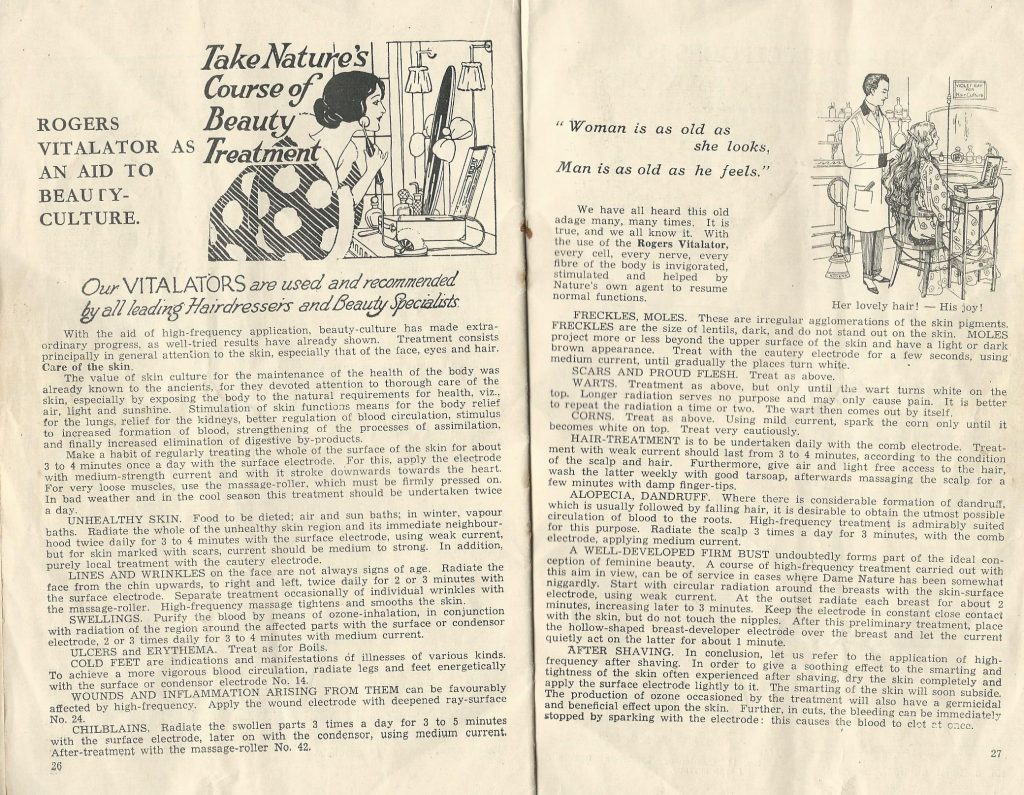 ROGERS
VITALATOR AS
AN AID TO
BEAUTY-
CULTURE.
Take Nature's
Course of
Beauty
Treatment
Our VITALATORS are used and recommended
by all leading Hairdressers and Beauty Specialists
With the aid of high-frequency application, beauty-culture has made extra-
ordinary progress, as well-tried results have already shown. Treatment consists
principally in general attention to the skin, especially that of the face, eyes and hair.
Care of the skin.
The value of skin culture for the maintenance of the health of the body was
already known to the ancients, for they devoted attention to thorough care of the
skin, especially by exposing the body to the natural requirements for health, viz.,
air, light and sunshine. Stimulation of skin functions means for the body relief
for the lungs, relief for the kidneys, better regulation of blood circulation, stimulus
to increased formation of blood, strengthening of the processes of assimilation,
and finally increased elimination of digestive by-products.
Make a habit of regularly treating the whole of the surface of the skin for about
3 to 4 minutes once a day with the surface electrode. For this, apply the electrode
with medium-strength current and with it stroke downwards towards the heart.
For very loose muscles, use the massage-roller, which must be firmly pressed on.
In bad weather and in the cool season this treatment should be undertaken twice
a day.
UNHEALTHY SKIN. Food to be dieted; air and sun baths; in winter, vapour
baths. Radiate the whole of the unhealthy skin region and its immediate neighbour-
hood twice daily for 3 to 4 minutes with the surface electrode, using weak current,
but for skin marked with scars, current should be medium to strong. In addition,
purely local treatment with the cautery electrode.
LINES AND WRINKLES on the face are not always signs of age. Radiate the
face from the chin upwards, to right and left, twice daily for 2 or 3 minutes with
the surface electrode. Separate treatment occasionally of individual wrinkles with
the massage-roller. High-frequency massage tightens and smooths the skin.
SWELLINGS. Purify the blood by means of ozone-inhalation, in conjunction
with radiation of the region around the affected parts with the surface or condensor
electrode, 2 or 3 times daily for 3 to 4 minutes with medium current.
ULCERS and ERYTHEMA. Treat as for Boils.
COLD FEET are indications and manifestations of illnesses of various kinds.
To achieve a more vigorous blood circulation, radiate legs and feet energetically
with the surface or condensor electrode No. 14.
WOUNDS AND INFLAMMATION ARISING FROM THEM can be favourably
affected by high-frequency. Apply the wound electrode with deepened ray-surface
No. 24.
CHILBLAINS. Radiate the swollen parts 3 times a day for 3 to 5 minutes
with the surface electrode, later on with the condensor, using medium current.
After-treatment with the massage-roller No. 42.
26
" Woman is as old as
she looks,
Man is as old as he feels."
VIOLET RAY
FOR
Hair Culture
We have all heard this old
adage many, many times. It is
true, and we all know it. With
the use of the Rogers Vitalator,
every cell, every nerve, every
fibre of the body is invigorated,
stimulated and helped by
Nature's own agent to resume
normal functions.
Her lovely hair! — His joy!
FRECKLES, MOLES. These are irregular agglomerations of the skin pigments.
FRECKLES are the size of lentils, dark, and do not stand out on the skin. MOLES
project more or less beyond the upper surface of the skin and have a light or dark
brown appearance. Treat with the cautery electrode for a few seconds, using
medium current, until gradually the places turn white.
SCARS AND PROUD FLESH. Treat as above.
WARTS. Treatment as above, but only until the wart turns white on the
top. Longer radiation serves no purpose and may only cause pain. It is better
to repeat the radiation a time or two. The wart then comes out by itself.
CORNS. Treat as above. Using mild current, spark the corn only until it
becomes white on top. Treat very cautiously.
HAIR-TREATMENT is to be undertaken daily with the comb electrode. Treat-
ment with weak current should last from 3 to 4 minutes, according to the condition
of the scalp and hair. Furthermore, give air and light free access to the hair,
wash the latter weekly with good tarsoap, afterwards massaging the scalp for a
few minutes with damp finger-tips.
ALOPECIA, DANDRUFF. Where there is considerable formation of dandruff,
which is usually followed by falling hair, it is desirable to obtain the utmost possible
circulation of blood to the roots. High-frequency treatment is admirably suited
for this purpose. Radiate the scalp 3 times a day for 3 minutes, with the comb
electrode, applying medium current.
A WELL-DEVELOPED FIRM BUST undoubtedly forms part of the ideal con-
ception of feminine beauty. A course of high-frequency treatment carried out with
this aim in view, can be of service in cases where Dame Nature has been somewhat
niggardly. Start with circular radiation around the breasts with the skin-surface
electrode, using weak current. At the outset radiate each breast for about 2
minutes, increasing later to 3 minutes. Keep the electrode in constant close contact
with the skin, but do not touch the nipples. After this preliminary treatment, place
the hollow-shaped breast-developer electrode over the breast and let the current
quietly act on the latter for about 1 minute.
AFTER SHAVING. In conclusion, let us refer to the application of high-
frequency after shaving. In order to give a soothing effect to the smarting and
tightness of the skin often experienced after shaving, dry the skin completely and
apply the surface electrode lightly to it. The smarting of the skin will soon subside.
The production of ozone occasioned by the treatment will also have a germicidal
and beneficial effect upon the skin. Further, in cuts, the bleeding can be immediately
stopped by sparking with the electrode: this causes the blood to clot at once.
27